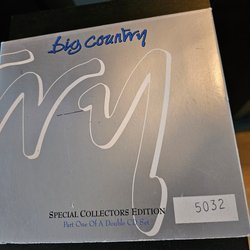 big country
SPECIAL COLLECTORS EDITION
Part One Of A Double CD Set
5032